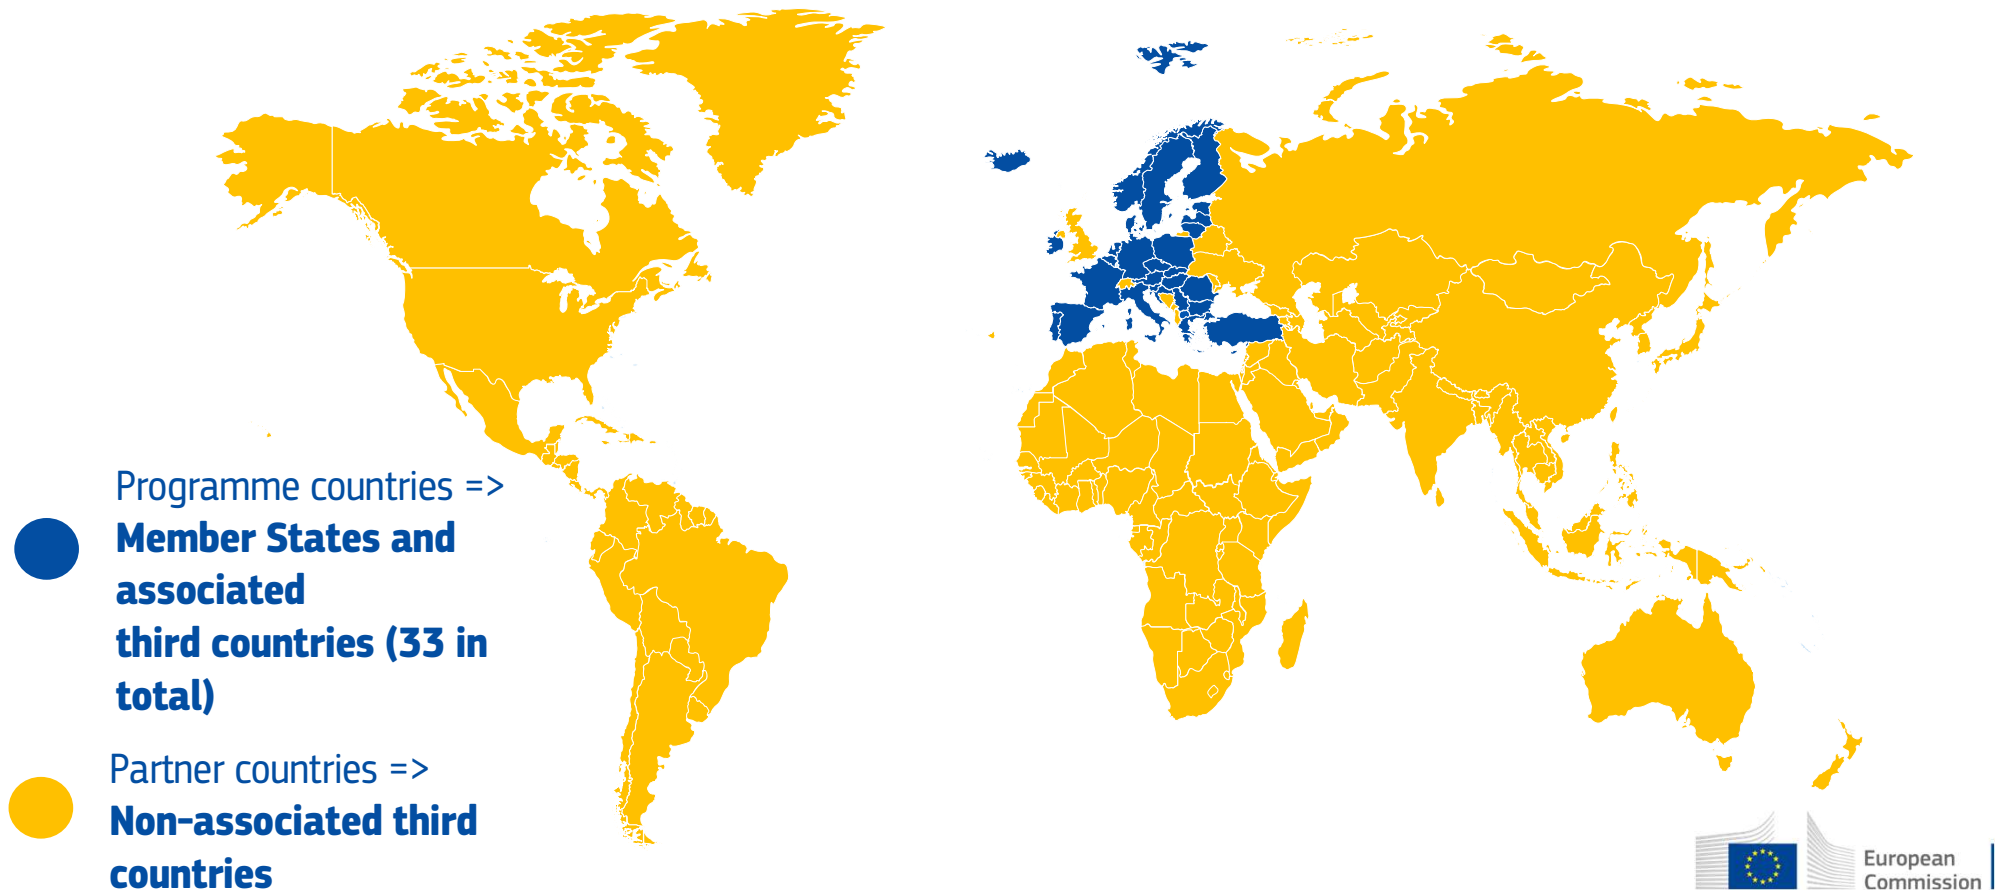 Programme countries =>
Member States and
associated
third countries (33 in
total)
Partner countries =>
Non-associated third
countries
European
Commission